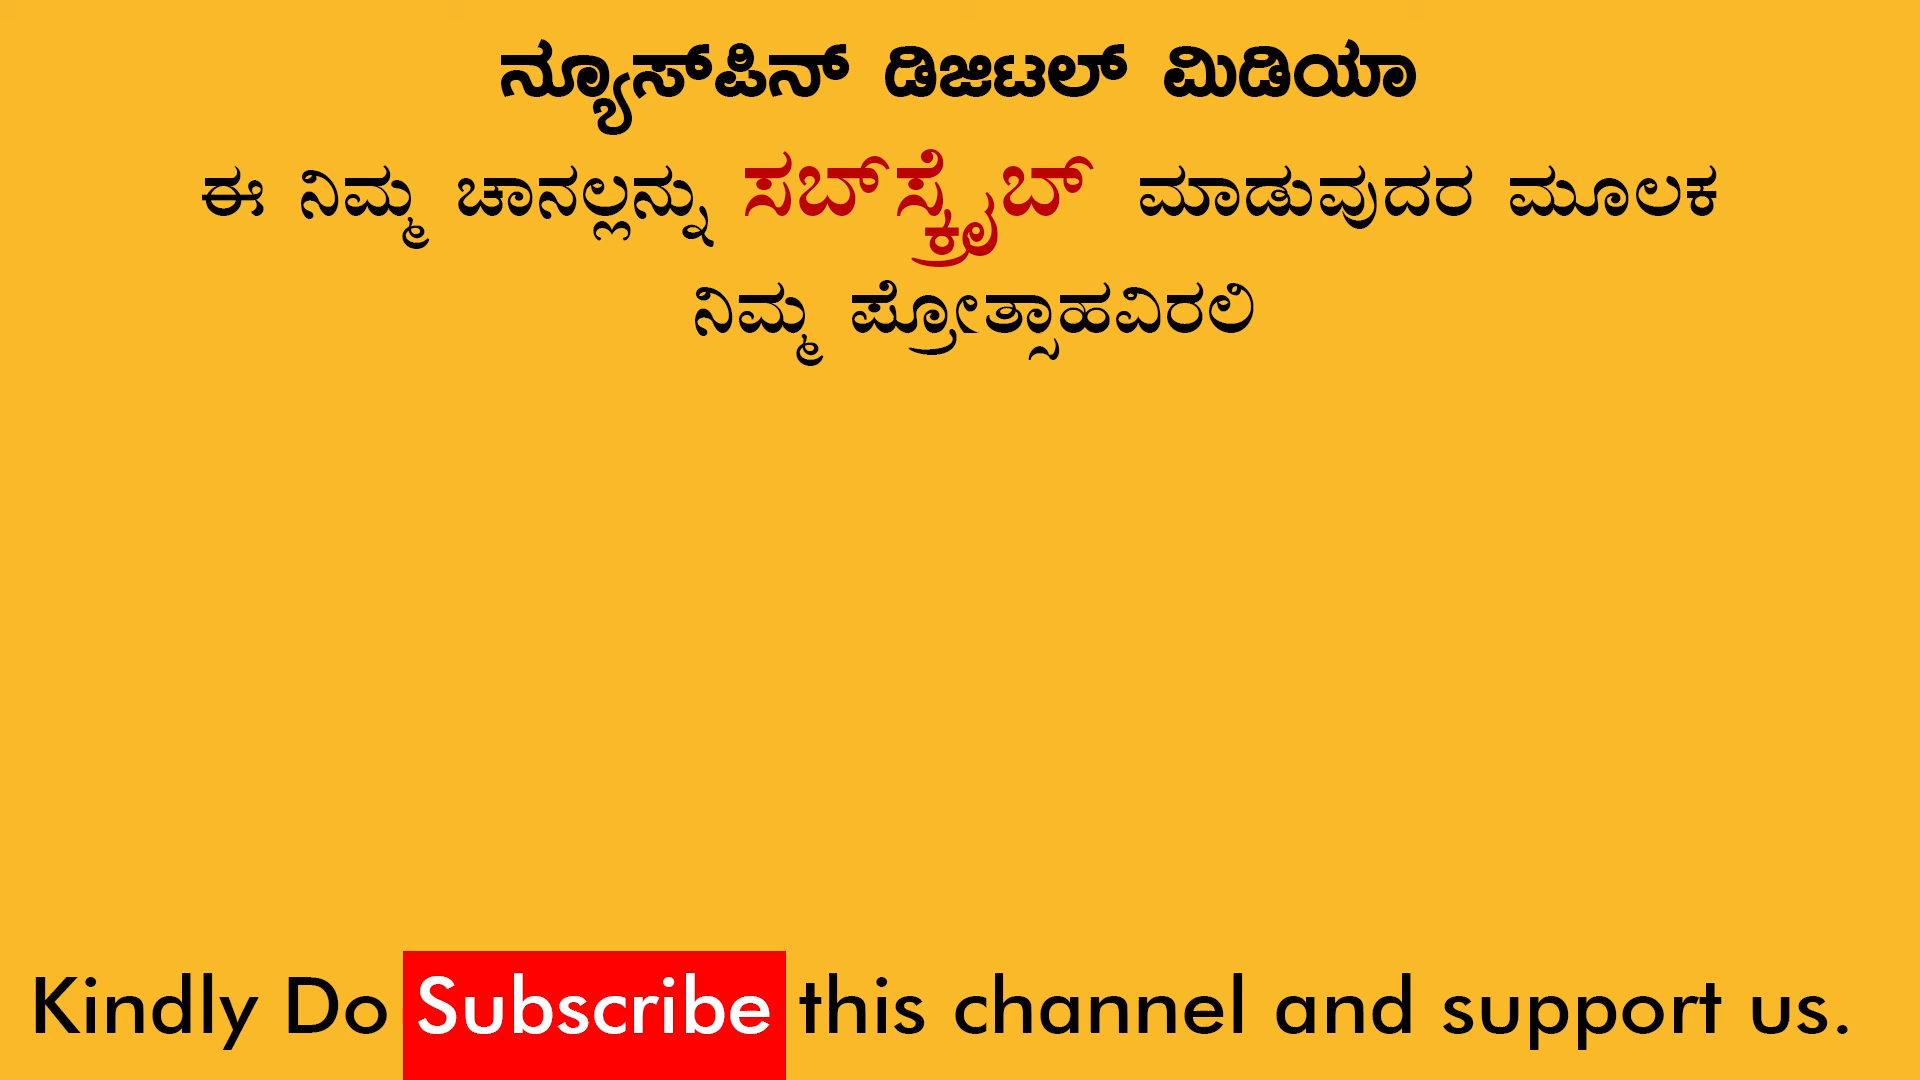 ನ್ಯೂಸ್‌ಪಿನ್ ಡಿಜಿಟಲ್ ಮಿಡಿಯಾ
ಈ ನಿಮ್ಮ ಚಾನಲ್ಲನ್ನು ಸಬ್‌ಸ್ಕ್ರೈಬ್ ಮಾಡುವುದರ ಮೂಲಕ
ನಿಮ್ಮ ಪ್ರೋತ್ಸಾಹವಿರಲಿ
Kindly Do Subscribe this channel and support us.